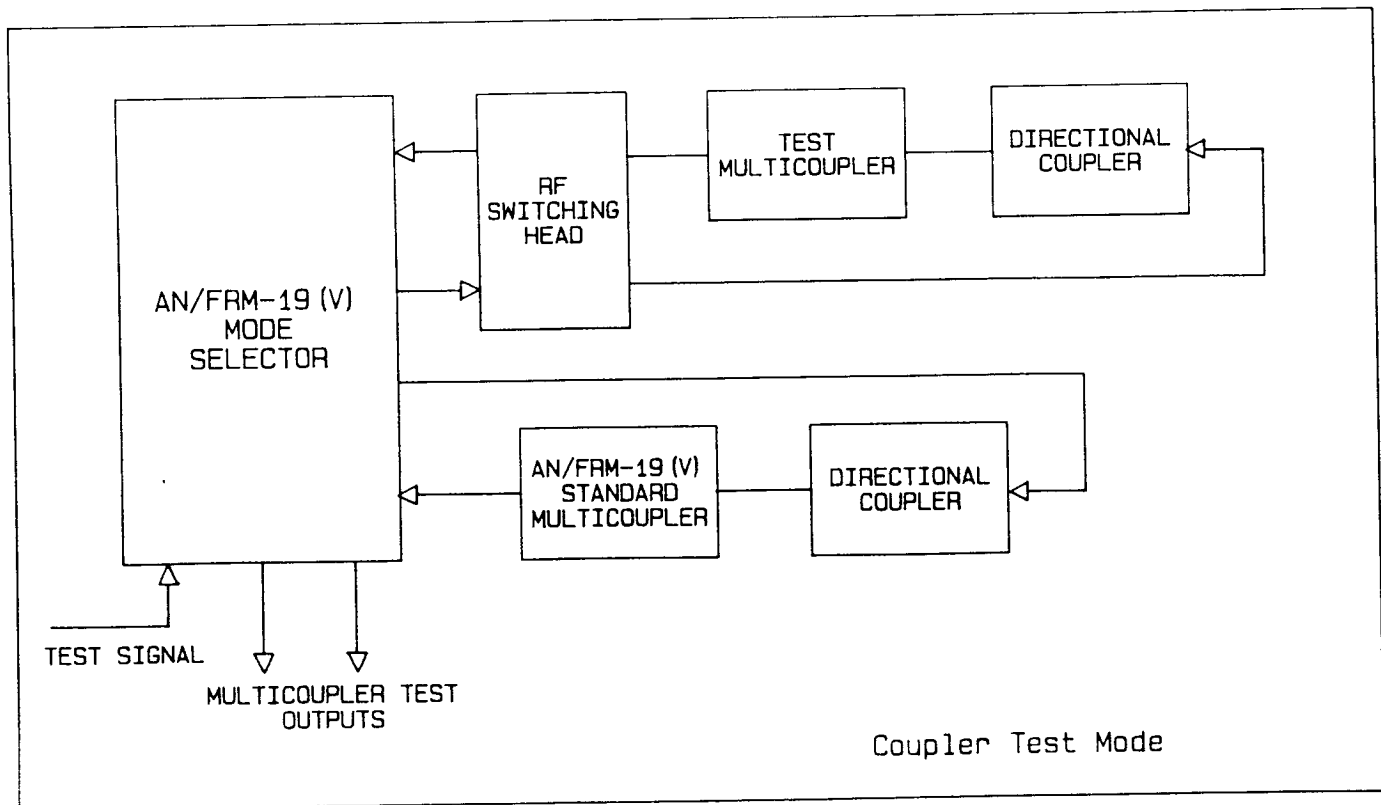 AN/FRM-19(V)
MODE
SELECTOR
RF
SWITCHING
HEAD
TEST
MULTICOUPLER
DIRECTIONAL
COUPLER
AN/FRM-19(V)
STANDARD
MULTICOUPLER
DIRECTIONAL
COUPLER
TEST SIGNAL
MULTICOUPLER TEST
OUTPUTS
Coupler Test Mode